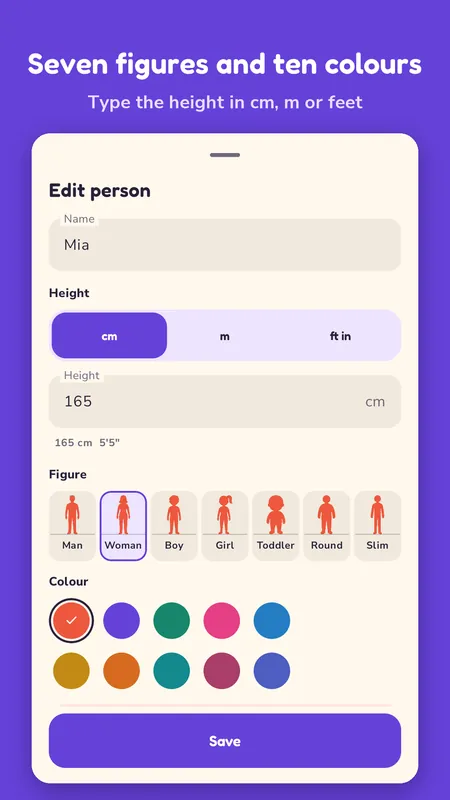 Seven figures and ten colours
Type the height in cm, m or feet
Edit person
Name
Mia
Height
cm m ft in
Height
165 cm
165 cm 5'5"
Figure
Man Woman Boy Girl Toddler Round Slim
Colour
Save